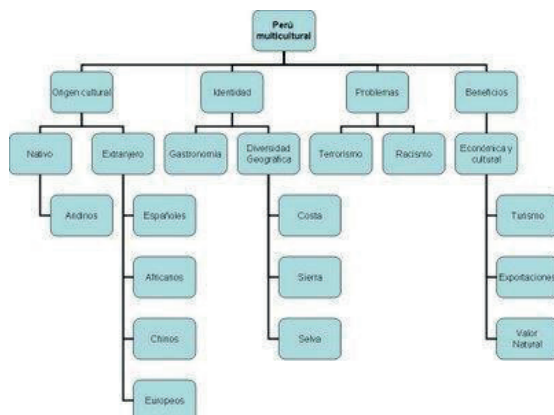 Perú
multicultural
Origen cultural
Identidad
Problemas
Beneficios
Nativo
Extranjero
Gastronomía
Diversidad
Geográfica
Terrorismo
Racismo
Económica y
cultural
Andinos
Españoles
Costa
Turismo
Africanos
Sierra
Exportaciones
Chinos
Selva
Valor
Natural
Europeos